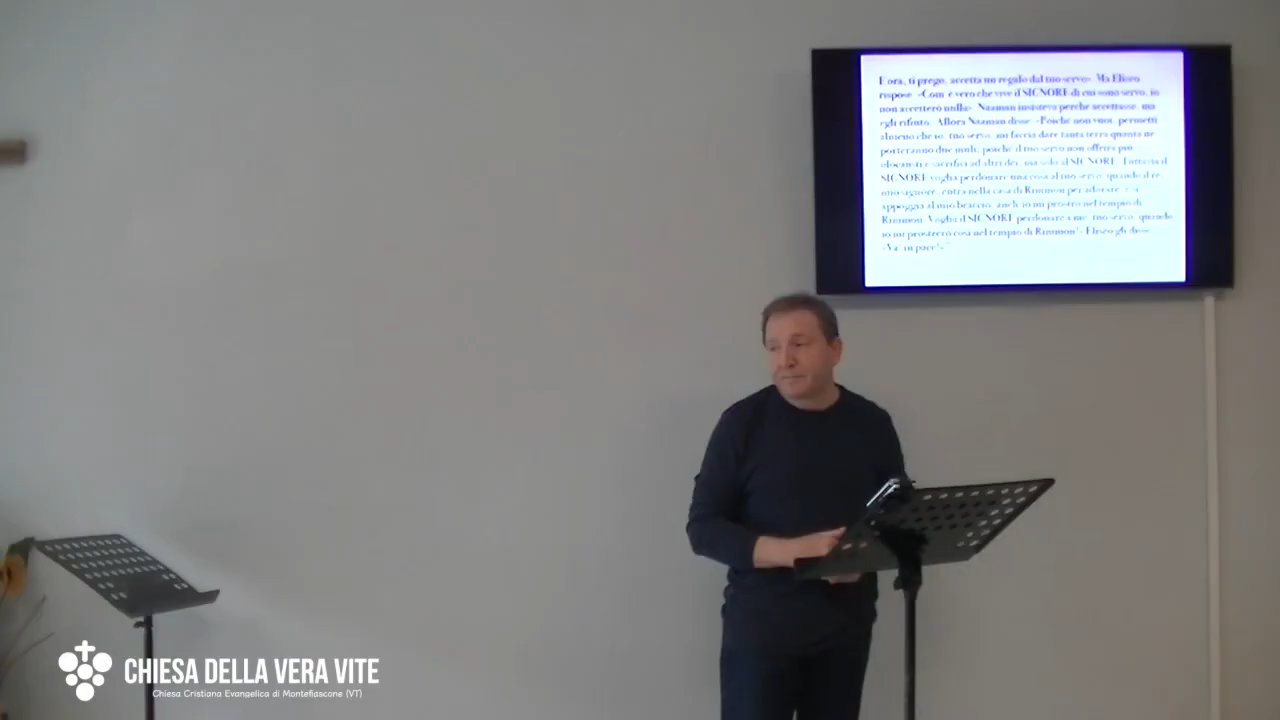 E ora, ti prego, accetta un regalo dal tuo servo». Ma Eliseo
rispose: «Com'è vero che vive il SIGNORE di cui sono servo, io
non accetterò nulla». Naaman insisteva perché accettasse, ma
egli rifiutò. Allora Naaman disse: «Poiché non vuoi, permetti
almeno che io, tuo servo, mi faccia dare tanta terra quanta ne
porteranno due muli; poiché il tuo servo non offrirà più
olocausti e sacrifici ad altri dèi, ma solo al SIGNORE. Tuttavia il
SIGNORE voglia perdonare una cosa al tuo servo: quando il re
mio signore, entra nella casa di Rimmon per adorare, e si
appoggia al mio braccio, anch'io mi prostro nel tempio di
Rimmon. Voglia il SIGNORE perdonare a me, tuo servo, quando
io mi prostrerò così nel tempio di Rimmon!» Eliseo gli disse:
«Va' in pace!»
CHIESA DELLA VERA VITE
Chiesa Cristiana Evangelica di Montefiascone (VT)